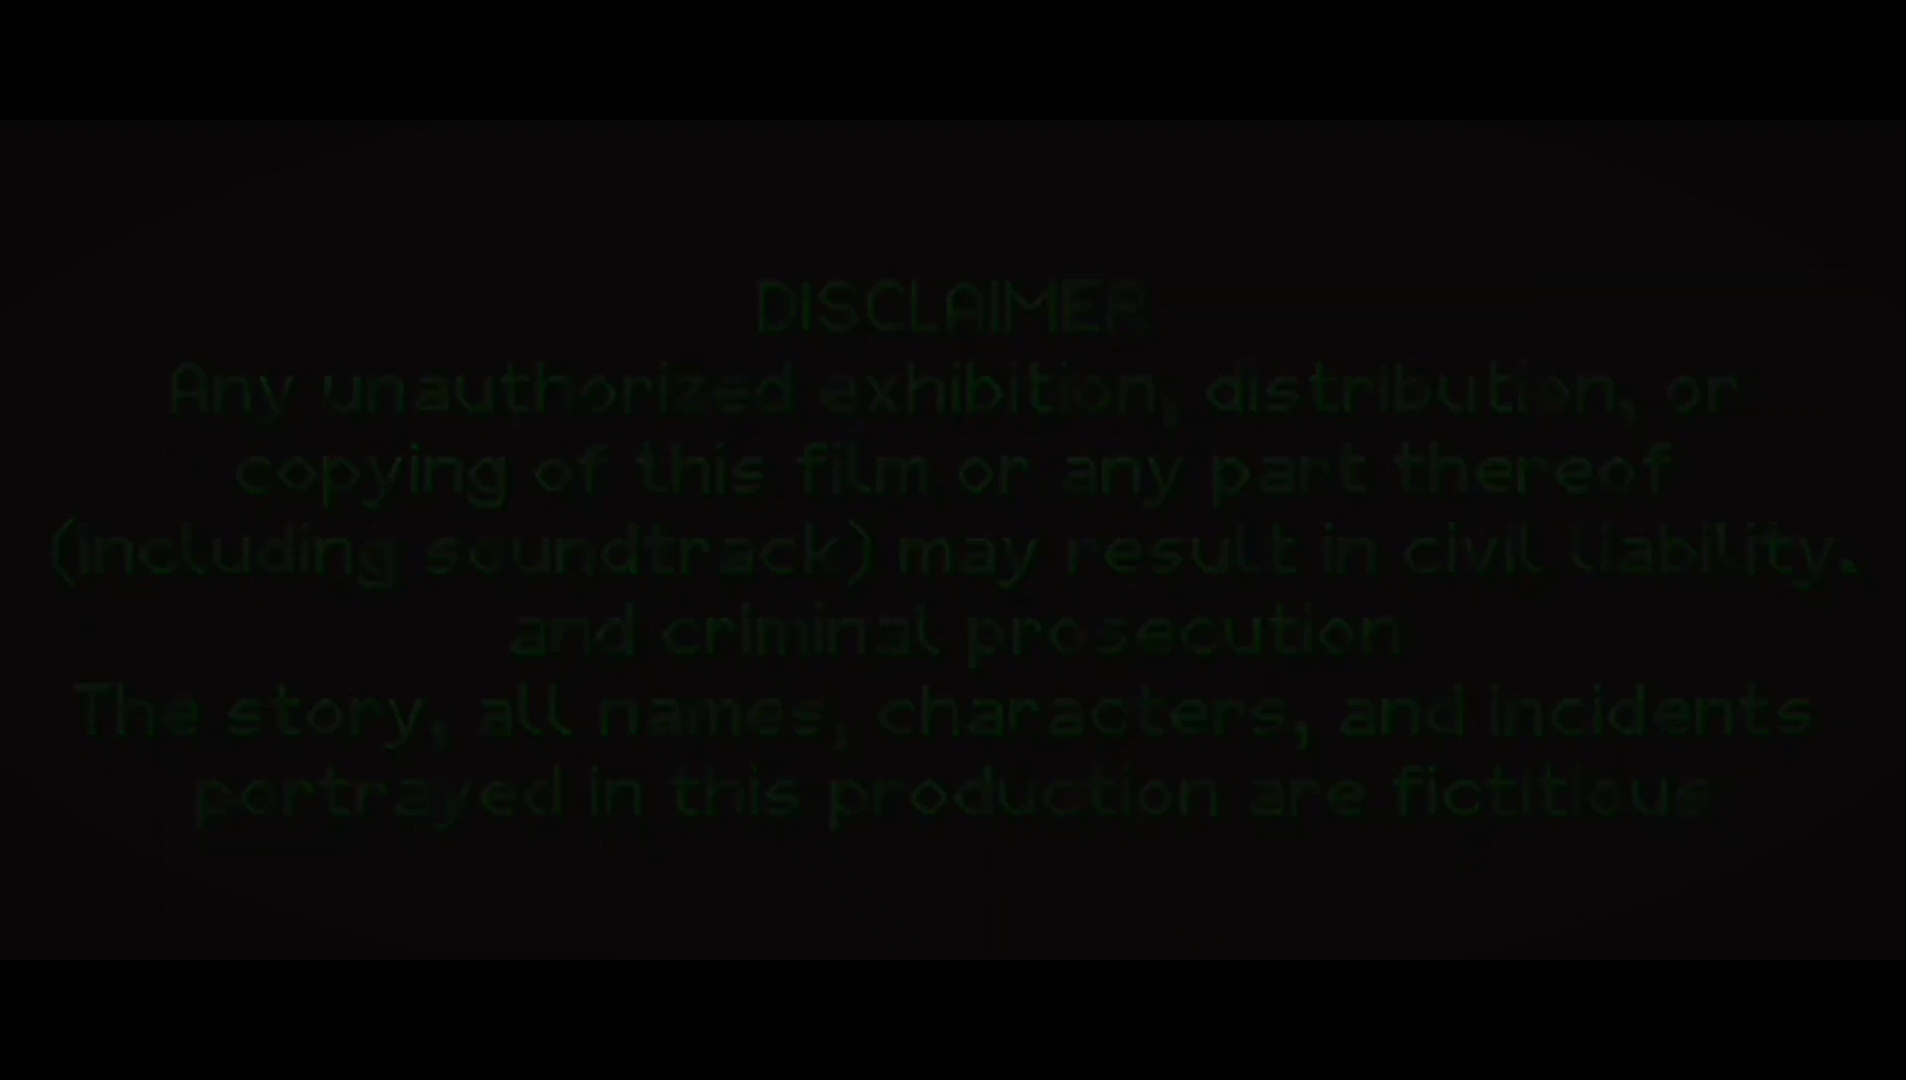 DISCLAIMER
Any unauthorized exhibition, distribution, or
copying of this film or any part thereof
(including soundtrack) may result in civil liability.
and criminal prosecution
The story, all names, characters, and incidents
portrayed in this production are fictitious